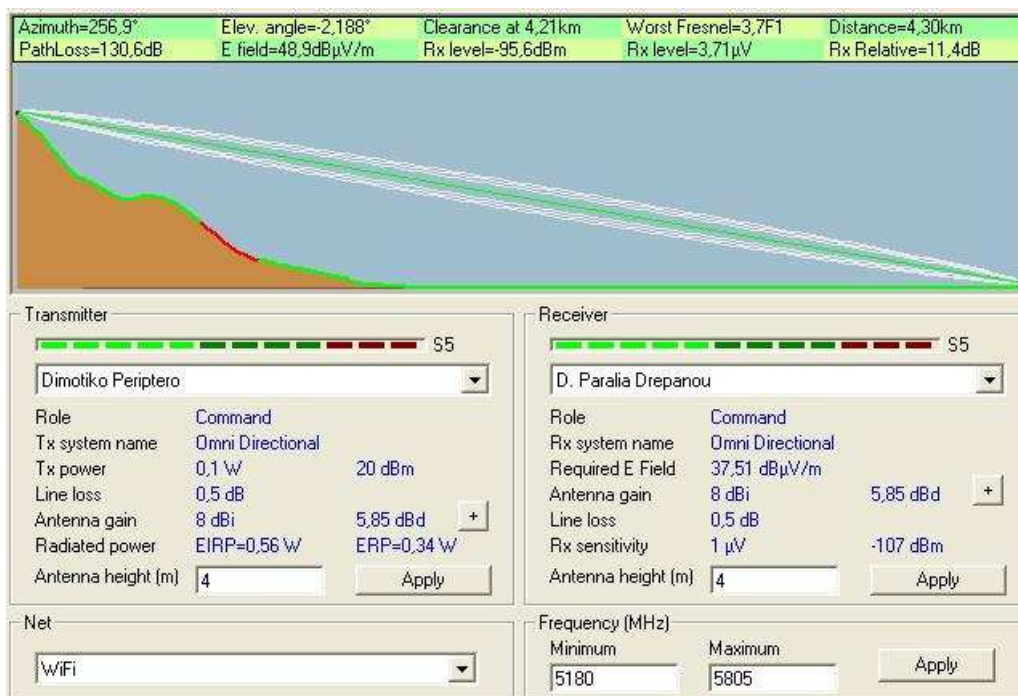 Azimuth=256,9° Elev. angle=-2,188° Clearance at 4,21km Worst Fresnel=3,7F1 Distance=4,30km
PathLoss=130,6dB E field=48,9dBµV/m Rx level=-95,6dBm Rx level=3,71µV Rx Relative=11,4dB
Transmitter
S5
Dimotiko Periptero
Role Command
Tx system name Omni Directional
Tx power 0,1 W 20 dBm
Line loss 0,5 dB
Antenna gain 8 dBi 5,85 dBd +
Radiated power EIRP=0,56 W ERP=0,34 W
Antenna height (m) 4 Apply
Receiver
S5
D. Paralia Drepanou
Role Command
Rx system name Omni Directional
Required E Field 37,51 dBµV/m
Antenna gain 8 dBi 5,85 dBd +
Line loss 0,5 dB
Rx sensitivity 1 µV -107 dBm
Antenna height (m) 4 Apply
Net
WiFi
Frequency (MHz)
Minimum Maximum
5180 5805 Apply